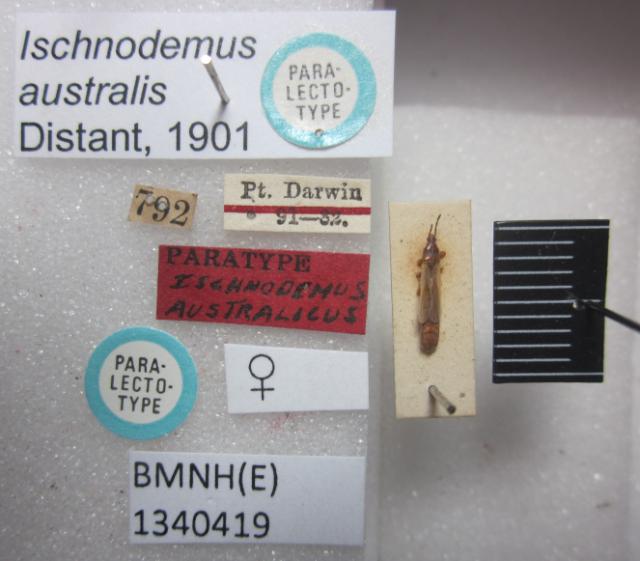 Ischnodemus
australis
Distant, 1901
PARA-
LECTO-
TYPE
792
Pt. Darwin
91—82.
PARATYPE
ISCHNODEMUS
AUSTRALICUS
PARA-
LECTO-
TYPE
♀
BMNH(E)
1340419